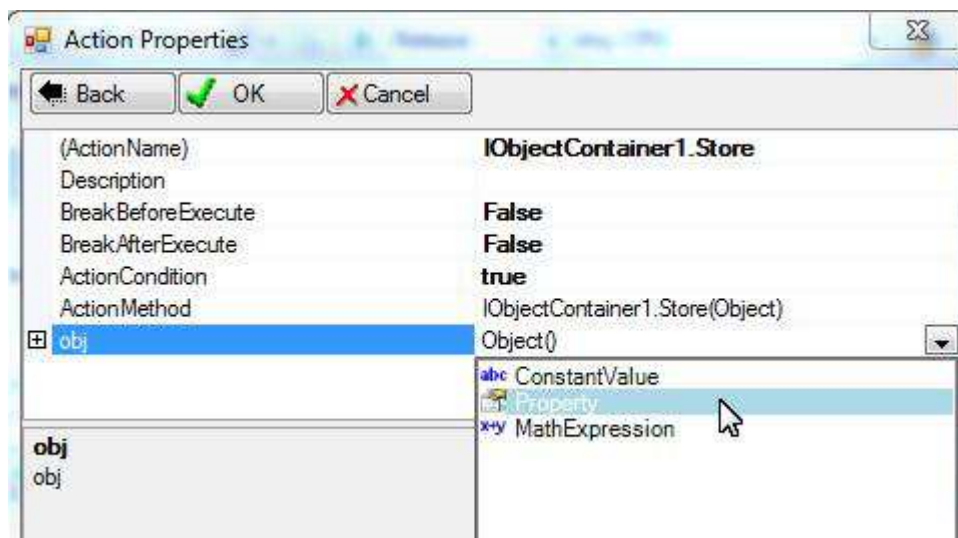 Action Properties
Back OK Cancel
(ActionName) IObjectContainer1.Store
Description
BreakBeforeExecute False
BreakAfterExecute False
ActionCondition true
ActionMethod IObjectContainer1.Store(Object)
obj Object()
abc ConstantValue
Property
x+y MathExpression
obj
obj